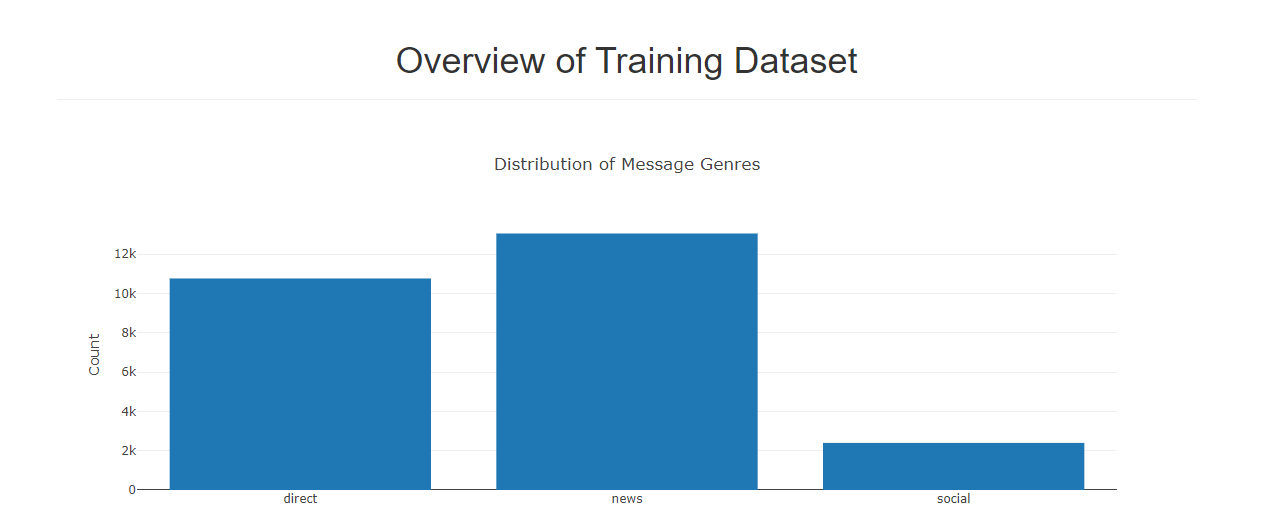 Overview of Training Dataset
Distribution of Message Genres
12k
10k
8k
6k
4k
2k
0
Count
direct
news
social